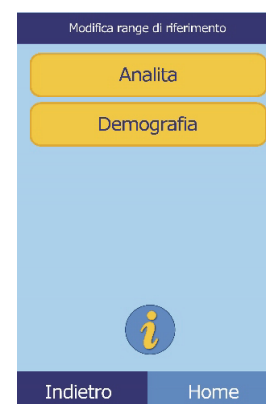 Modifica range di riferimento
Analita
Demografia
i
Indietro Home